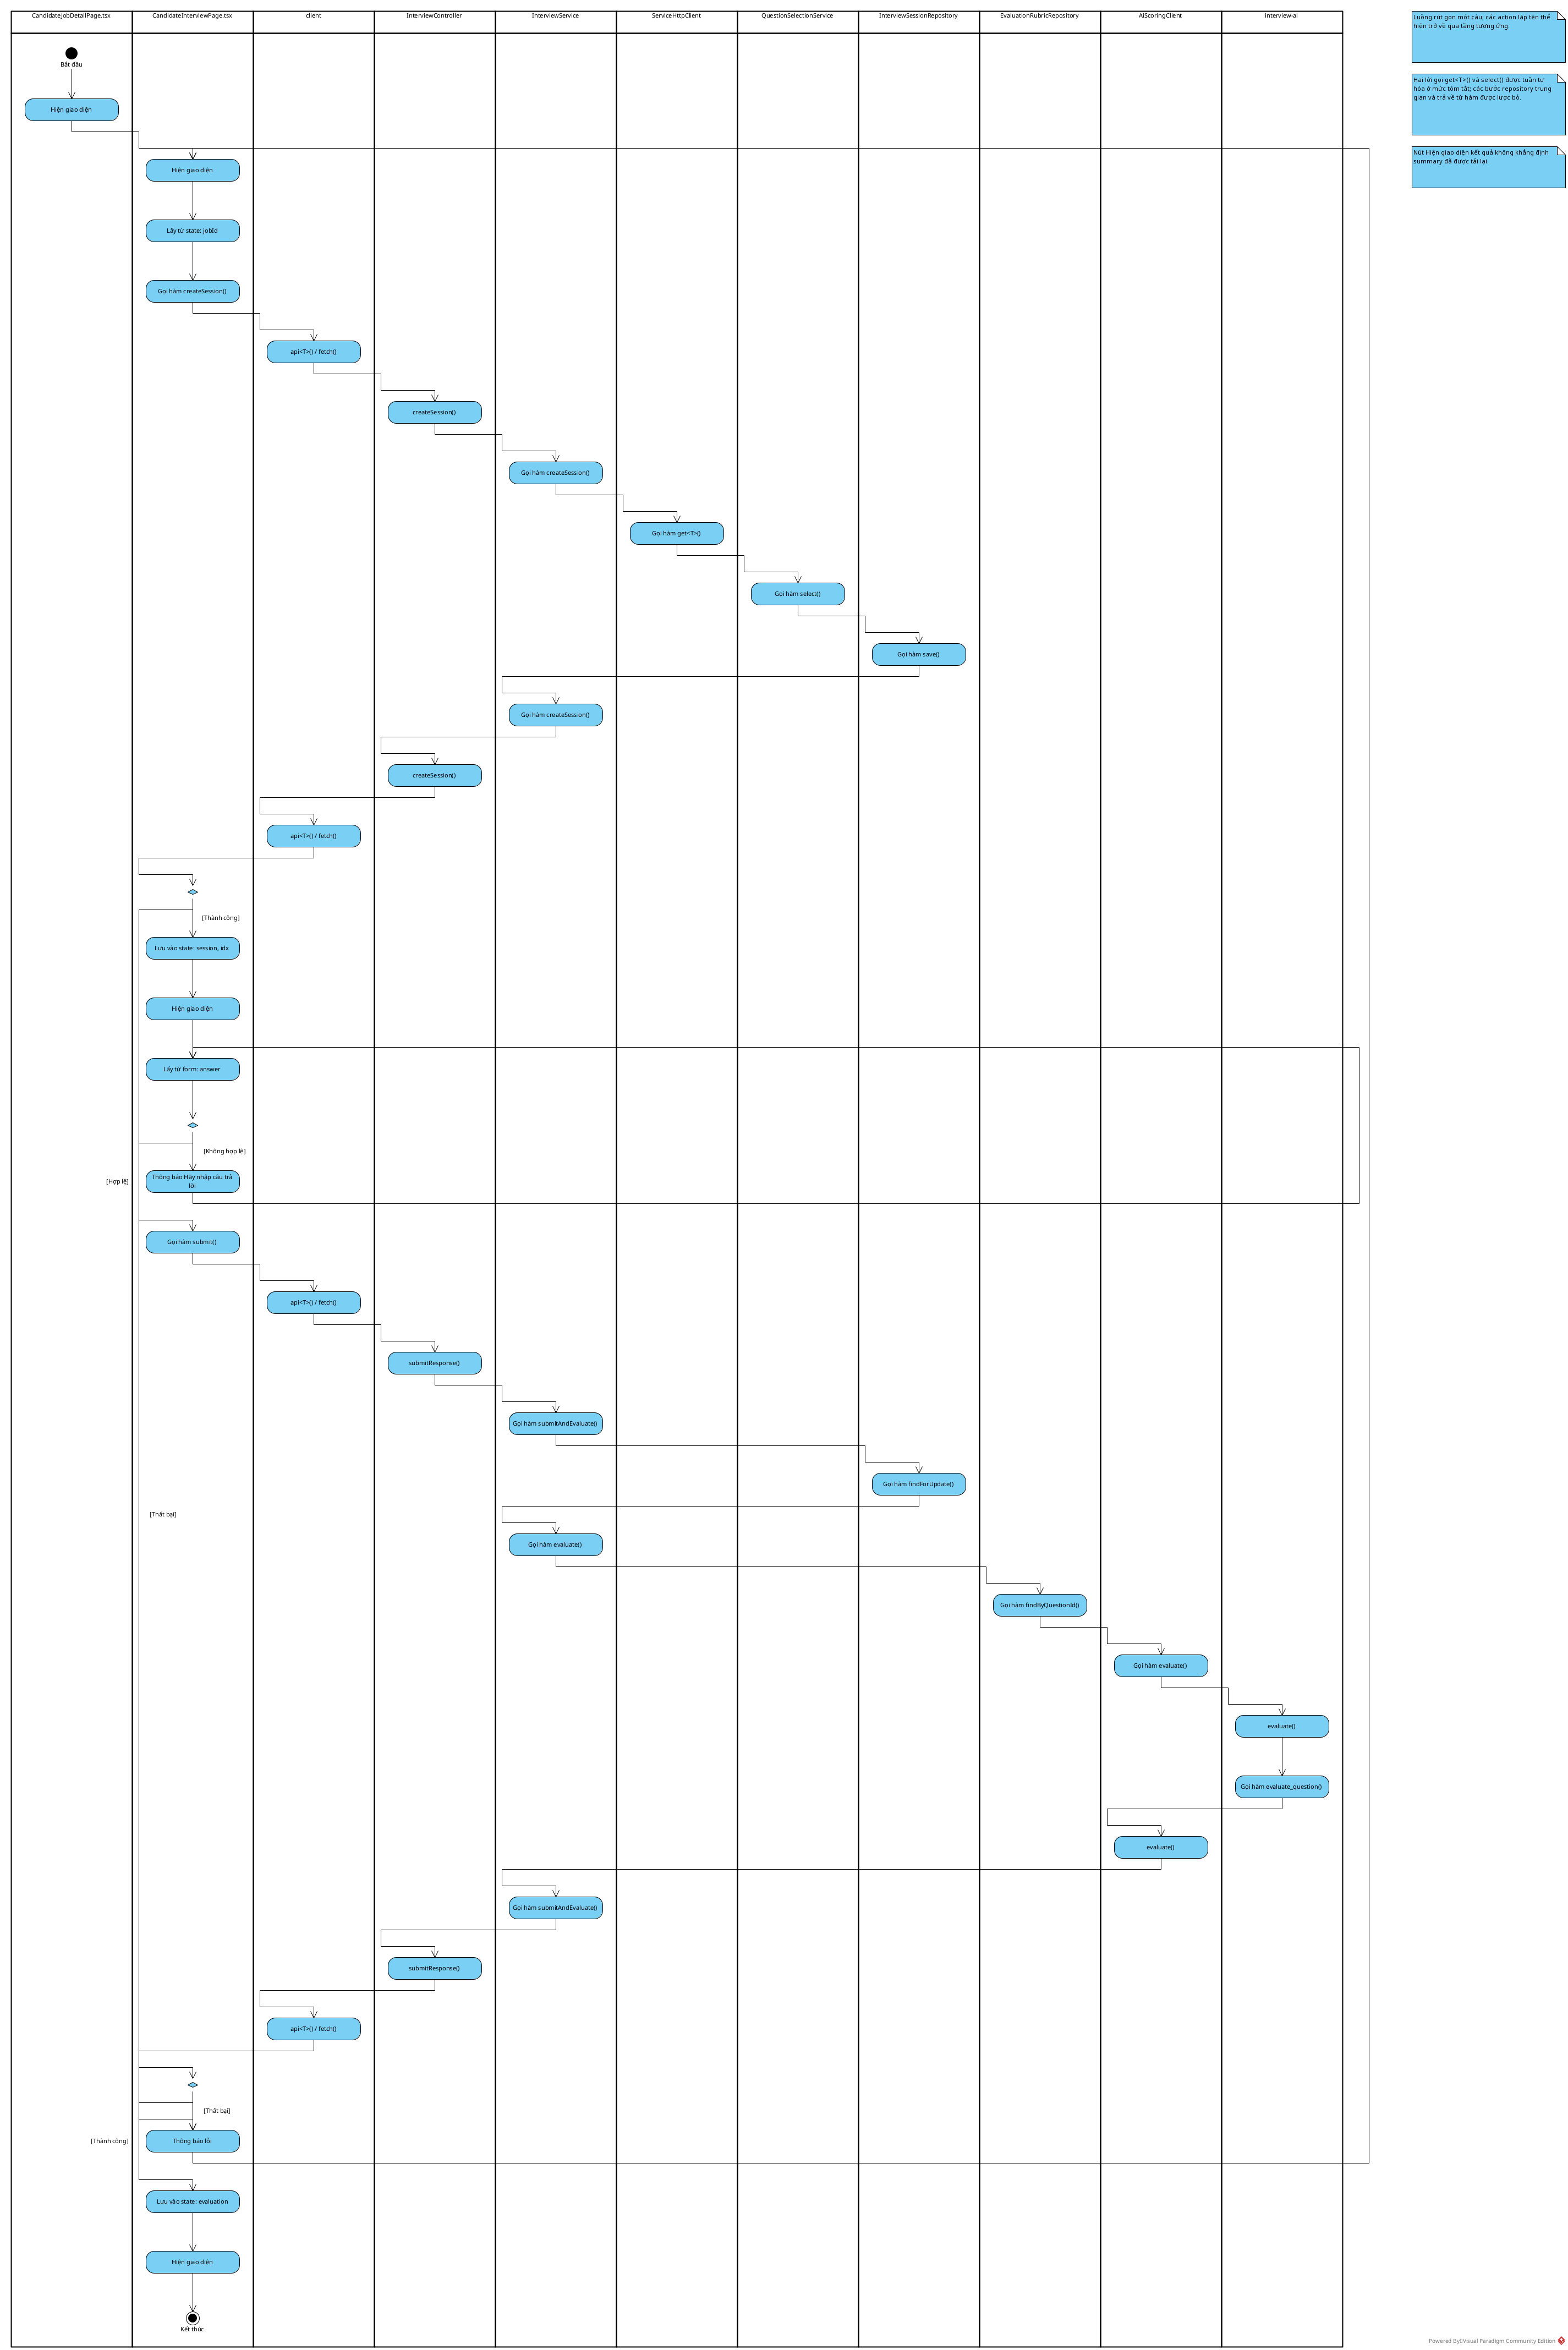 CandidateJobDetailPage.tsx
CandidateInterviewPage.tsx
client
InterviewController
InterviewService
ServiceHttpClient
QuestionSelectionService
InterviewSessionRepository
EvaluationRubricRepository
AiScoringClient
interview-ai
Luồng rút gọn một câu; các action lặp tên thể
hiện trở về qua tầng tương ứng.
Hai lời gọi get<T>() và select() được tuần tự
hóa ở mức tóm tắt; các bước repository trung
gian và trả về từ hàm được lược bỏ.
Nút Hiện giao diện kết quả không khẳng định
summary đã được tải lại.
Bắt đầu
Hiện giao diện
Hiện giao diện
Lấy từ state: jobId
Gọi hàm createSession()
api<T>() / fetch()
createSession()
Gọi hàm createSession()
Gọi hàm get<T>()
Gọi hàm select()
Gọi hàm save()
Gọi hàm createSession()
createSession()
api<T>() / fetch()
[Thành công]
Lưu vào state: session, idx
Hiện giao diện
Lấy từ form: answer
[Không hợp lệ]
Thông báo Hãy nhập câu trả
lời
[Hợp lệ]
Gọi hàm submit()
api<T>() / fetch()
submitResponse()
Gọi hàm submitAndEvaluate()
Gọi hàm findForUpdate()
[Thất bại]
Gọi hàm evaluate()
Gọi hàm findByQuestionId()
Gọi hàm evaluate()
evaluate()
Gọi hàm evaluate_question()
evaluate()
Gọi hàm submitAndEvaluate()
submitResponse()
api<T>() / fetch()
[Thất bại]
[Thành công]
Thông báo lỗi
Lưu vào state: evaluation
Hiện giao diện
Kết thúc
Powered By Visual Paradigm Community Edition